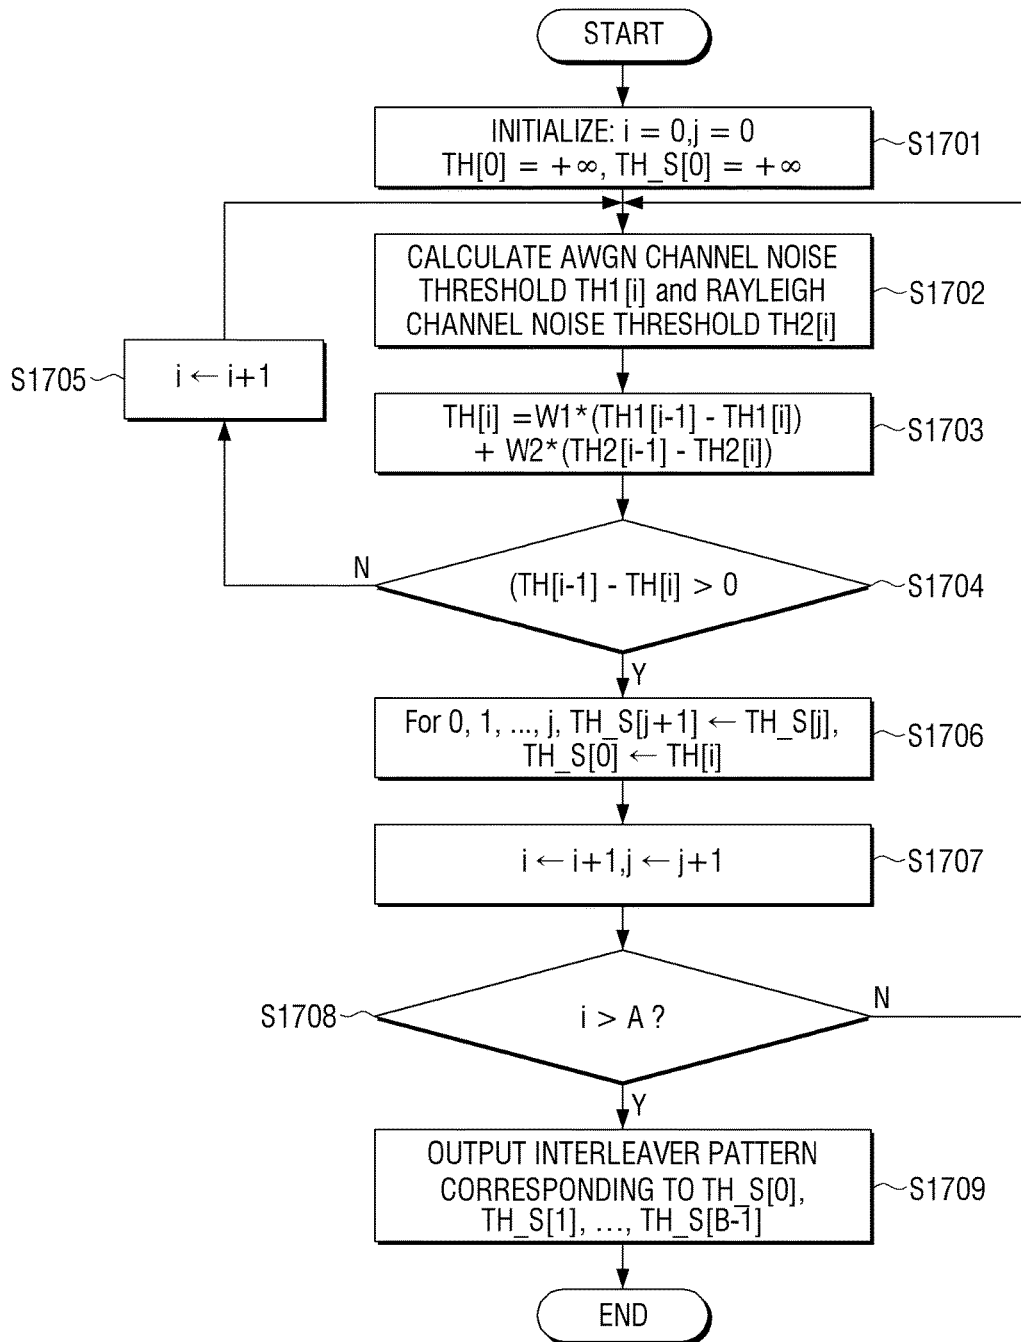 START
INITIALIZE: i = 0,j = 0
TH[0] = +∞, TH_S[0] = +∞
S1701
CALCULATE AWGN CHANNEL NOISE
THRESHOLD TH1[i] and RAYLEIGH
CHANNEL NOISE THRESHOLD TH2[i]
S1702
S1705
i ← i+1
TH[i] =W1*(TH1[i-1] - TH1[i])
+ W2*(TH2[i-1] - TH2[i])
S1703
N
(TH[i-1] - TH[i] > 0
S1704
Y
For 0, 1, ..., j, TH_S[j+1] ← TH_S[j],
TH_S[0] ← TH[i]
S1706
i ← i+1,j ← j+1
S1707
S1708
i > A ?
N
Y
OUTPUT INTERLEAVER PATTERN
CORRESPONDING TO TH_S[0],
TH_S[1], ..., TH_S[B-1]
S1709
END